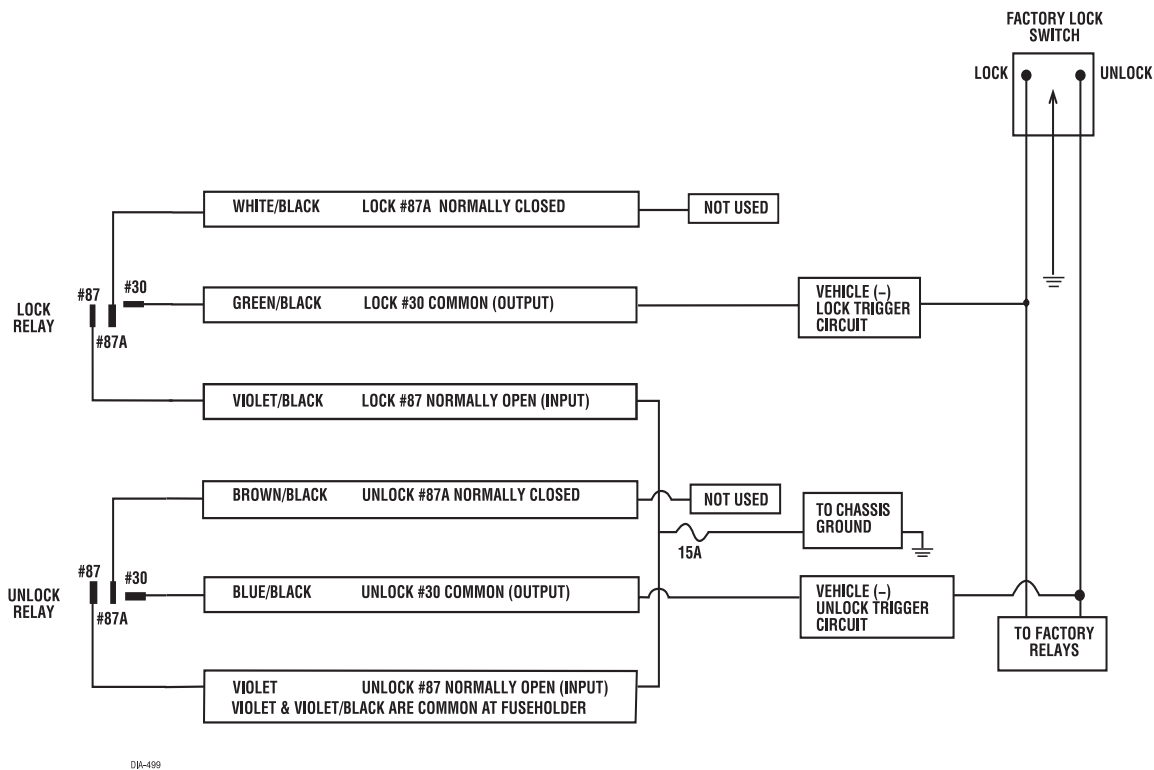 FACTORY LOCK
SWITCH
LOCK
UNLOCK
WHITE/BLACK LOCK #87A NORMALLY CLOSED
NOT USED
#87
#30
LOCK
RELAY
#87A
GREEN/BLACK LOCK #30 COMMON (OUTPUT)
VEHICLE (–)
LOCK TRIGGER
CIRCUIT
VIOLET/BLACK LOCK #87 NORMALLY OPEN (INPUT)
BROWN/BLACK UNLOCK #87A NORMALLY CLOSED
NOT USED
TO CHASSIS
GROUND
15A
#87
#30
UNLOCK
RELAY
#87A
BLUE/BLACK UNLOCK #30 COMMON (OUTPUT)
VEHICLE (–)
UNLOCK TRIGGER
CIRCUIT
TO FACTORY
RELAYS
VIOLET UNLOCK #87 NORMALLY OPEN (INPUT)
VIOLET & VIOLET/BLACK ARE COMMON AT FUSEHOLDER
DIA-499